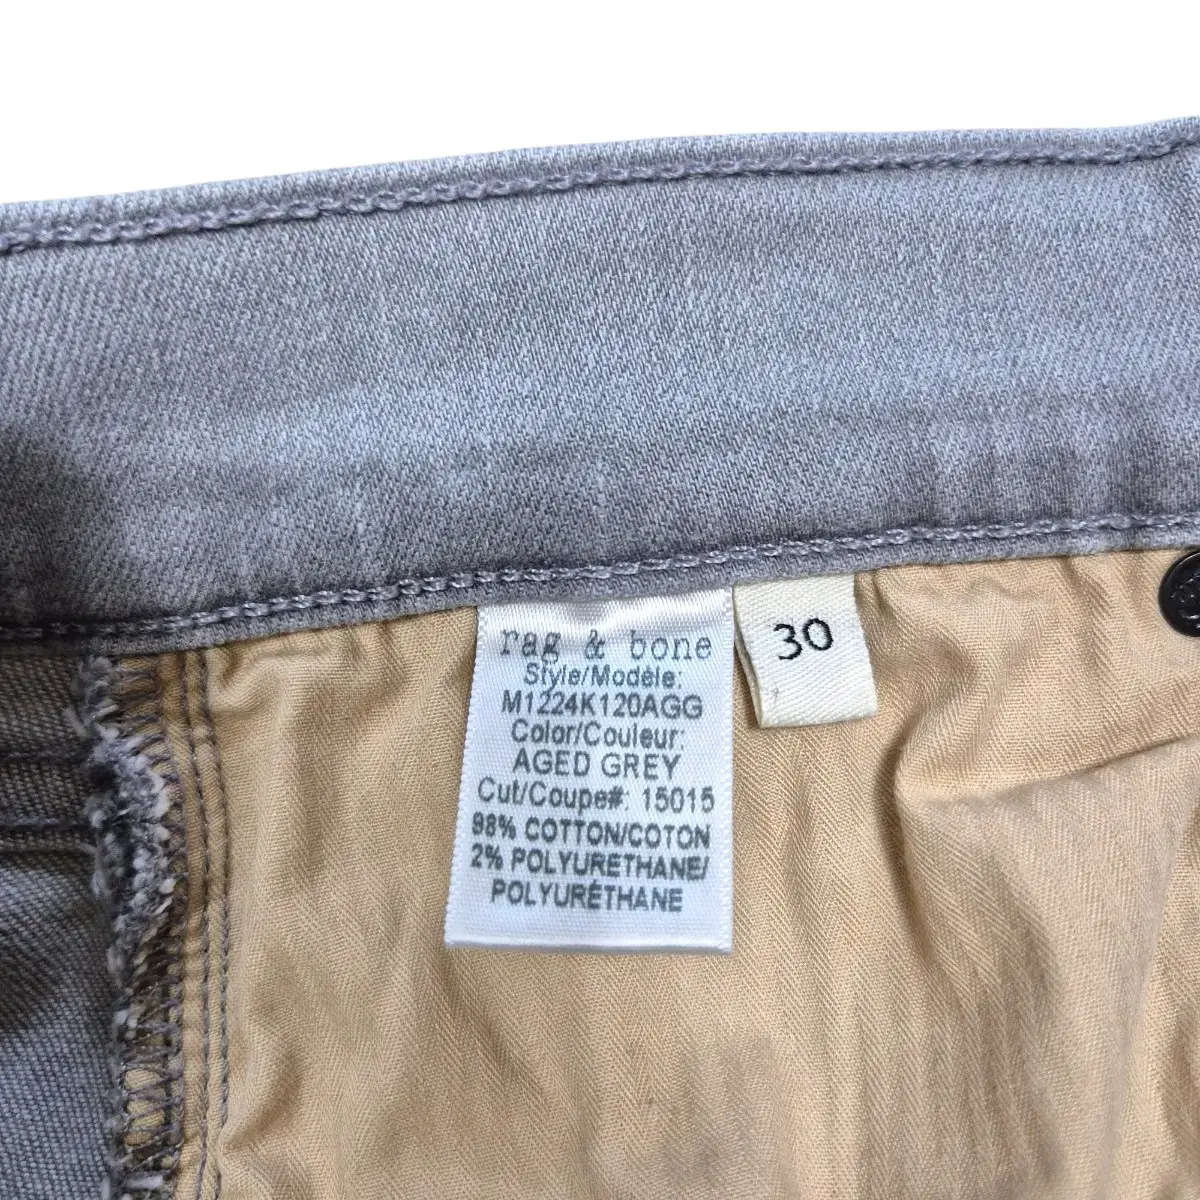 rag & bone
Style/Modèle:
M1224K120AGG
Color/Couleur:
AGED GREY
Cut/Coupe#: 15015
98% COTTON/COTON
2% POLYURETHANE/
POLYURÉTHANE
30